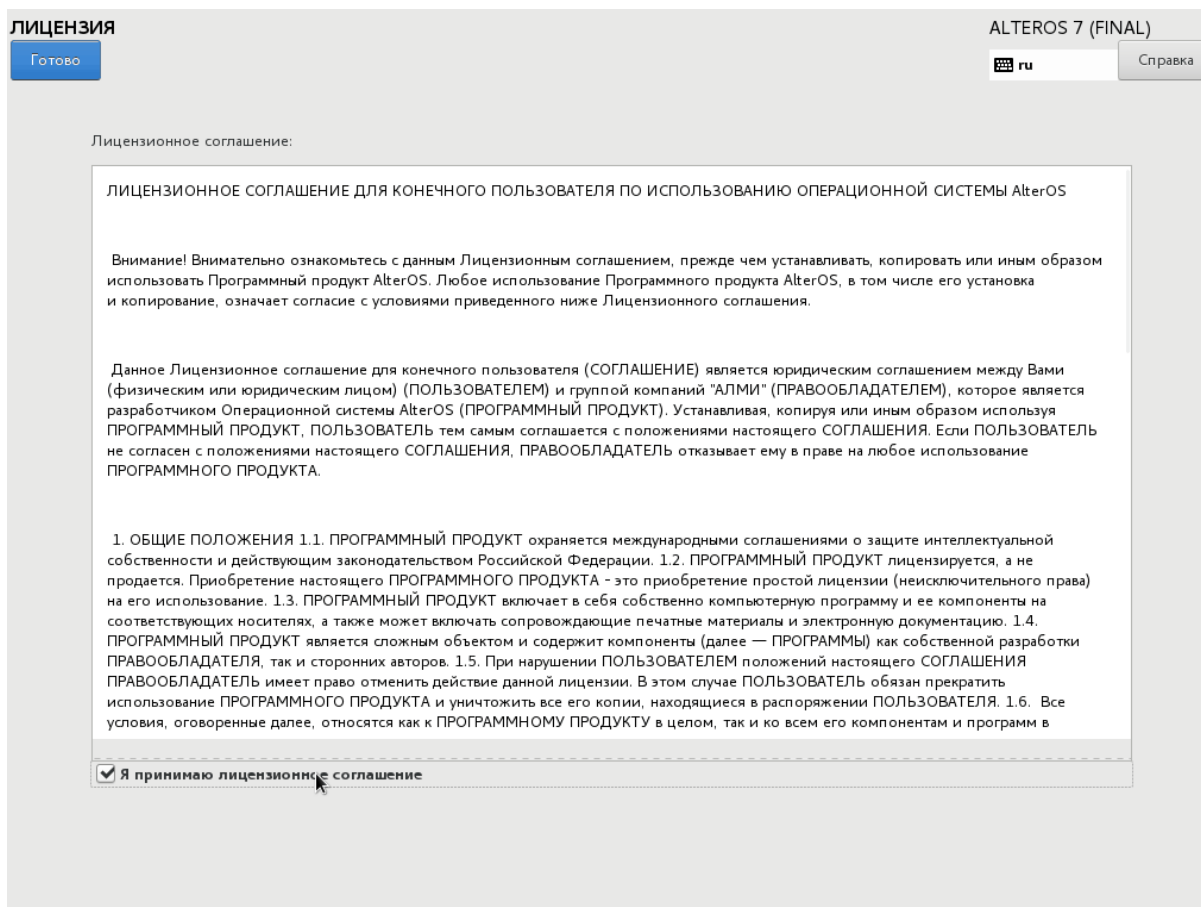 ЛИЦЕНЗИЯ
ALTEROS 7 (FINAL)
Готово
ru
Справка
Лицензионное соглашение:
ЛИЦЕНЗИОННОЕ СОГЛАШЕНИЕ ДЛЯ КОНЕЧНОГО ПОЛЬЗОВАТЕЛЯ ПО ИСПОЛЬЗОВАНИЮ ОПЕРАЦИОННОЙ СИСТЕМЫ AlterOS
Внимание! Внимательно ознакомьтесь с данным Лицензионным соглашением, прежде чем устанавливать, копировать или иным образом
использовать Программный продукт AlterOS. Любое использование Программного продукта AlterOS, в том числе его установка
и копирование, означает согласие с условиями приведенного ниже Лицензионного соглашения.
Данное Лицензионное соглашение для конечного пользователя (СОГЛАШЕНИЕ) является юридическим соглашением между Вами
(физическим или юридическим лицом) (ПОЛЬЗОВАТЕЛЕМ) и группой компаний "АЛМИ" (ПРАВООБЛАДАТЕЛЕМ), которое является
разработчиком Операционной системы AlterOS (ПРОГРАММНЫЙ ПРОДУКТ). Устанавливая, копируя или иным образом используя
ПРОГРАММНЫЙ ПРОДУКТ, ПОЛЬЗОВАТЕЛЬ тем самым соглашается с положениями настоящего СОГЛАШЕНИЯ. Если ПОЛЬЗОВАТЕЛЬ
не согласен с положениями настоящего СОГЛАШЕНИЯ, ПРАВООБЛАДАТЕЛЬ отказывает ему в праве на любое использование
ПРОГРАММНОГО ПРОДУКТА.
1. ОБЩИЕ ПОЛОЖЕНИЯ 1.1. ПРОГРАММНЫЙ ПРОДУКТ охраняется международными соглашениями о защите интеллектуальной
собственности и действующим законодательством Российской Федерации. 1.2. ПРОГРАММНЫЙ ПРОДУКТ лицензируется, а не
продается. Приобретение настоящего ПРОГРАММНОГО ПРОДУКТА - это приобретение простой лицензии (неисключительного права)
на его использование. 1.3. ПРОГРАММНЫЙ ПРОДУКТ включает в себя собственно компьютерную программу и ее компоненты на
соответствующих носителях, а также может включать сопровождающие печатные материалы и электронную документацию. 1.4.
ПРОГРАММНЫЙ ПРОДУКТ является сложным объектом и содержит компоненты (далее — ПРОГРАММЫ) как собственной разработки
ПРАВООБЛАДАТЕЛЯ, так и сторонних авторов. 1.5. При нарушении ПОЛЬЗОВАТЕЛЕМ положений настоящего СОГЛАШЕНИЯ
ПРАВООБЛАДАТЕЛЬ имеет право отменить действие данной лицензии. В этом случае ПОЛЬЗОВАТЕЛЬ обязан прекратить
использование ПРОГРАММНОГО ПРОДУКТА и уничтожить все его копии, находящиеся в распоряжении ПОЛЬЗОВАТЕЛЯ. 1.6. Все
условия, оговоренные далее, относятся как к ПРОГРАММНОМУ ПРОДУКТУ в целом, так и ко всем его компонентам и программ в
Я принимаю лицензионное соглашение